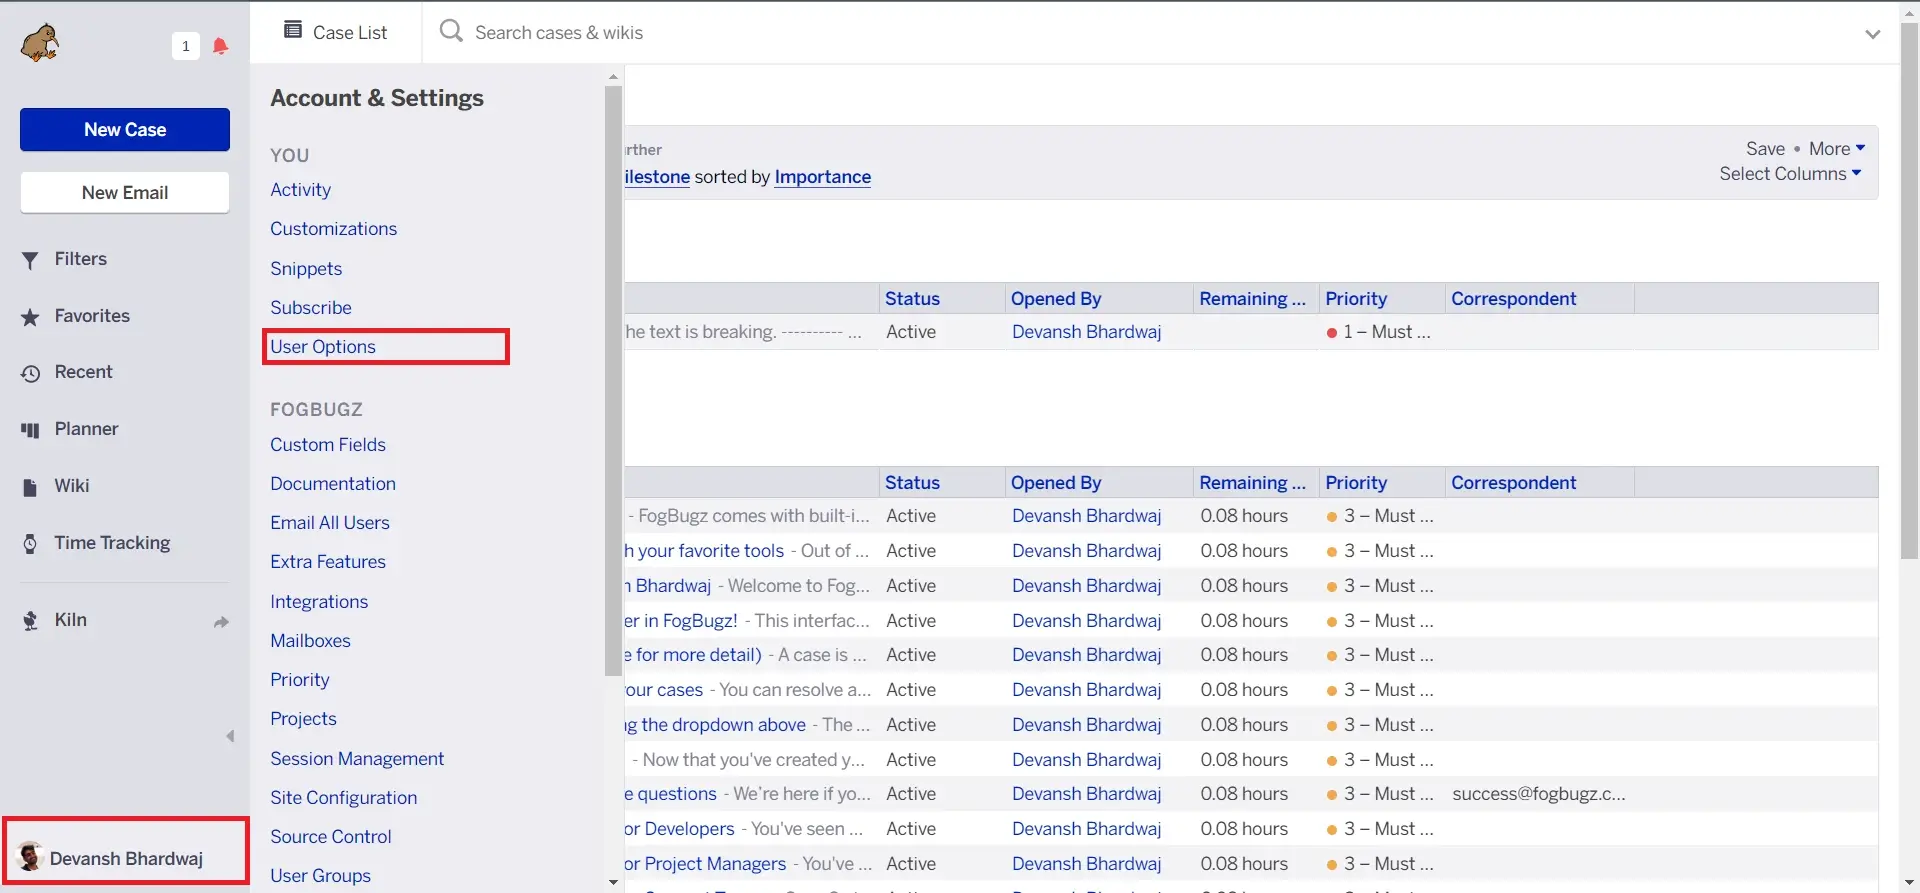 1
Case List
Search cases & wikis
New Case
New Email
Filters
Favorites
Recent
Planner
Wiki
Time Tracking
Kiln
Devansh Bhardwaj
Account & Settings
YOU
Activity
Customizations
Snippets
Subscribe
User Options
FOGBUGZ
Custom Fields
Documentation
Email All Users
Extra Features
Integrations
Mailboxes
Priority
Projects
Session Management
Site Configuration
Source Control
User Groups
rther
ilestone sorted by Importance
Save • More
Select Columns
Status Opened By Remaining ... Priority Correspondent
he text is breaking. ---------- ... Active Devansh Bhardwaj 1 – Must ...
Status Opened By Remaining ... Priority Correspondent
- FogBugz comes with built-i... Active Devansh Bhardwaj 0.08 hours 3 – Must ...
h your favorite tools - Out of ... Active Devansh Bhardwaj 0.08 hours 3 – Must ...
n Bhardwaj - Welcome to Fog... Active Devansh Bhardwaj 0.08 hours 3 – Must ...
er in FogBugz! - This interfac... Active Devansh Bhardwaj 0.08 hours 3 – Must ...
e for more detail) - A case is ... Active Devansh Bhardwaj 0.08 hours 3 – Must ...
our cases - You can resolve a... Active Devansh Bhardwaj 0.08 hours 3 – Must ...
ng the dropdown above - The ... Active Devansh Bhardwaj 0.08 hours 3 – Must ...
- Now that you've created y... Active Devansh Bhardwaj 0.08 hours 3 – Must ...
e questions - We're here if yo... Active Devansh Bhardwaj 0.08 hours 3 – Must ... success@fogbugz.c...
or Developers - You've seen ... Active Devansh Bhardwaj 0.08 hours 3 – Must ...
or Project Managers - You've ... Active Devansh Bhardwaj 0.08 hours 3 – Must ...